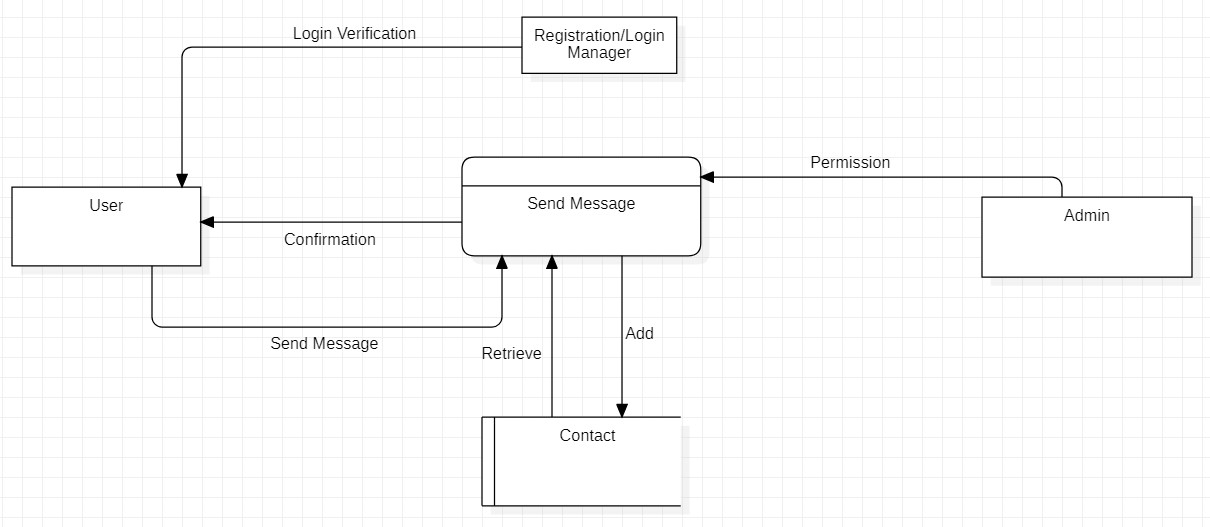 Login Verification
Registration/Login
Manager
Permission
User
Send Message
Admin
Confirmation
Send Message
Retrieve
Add
Contact